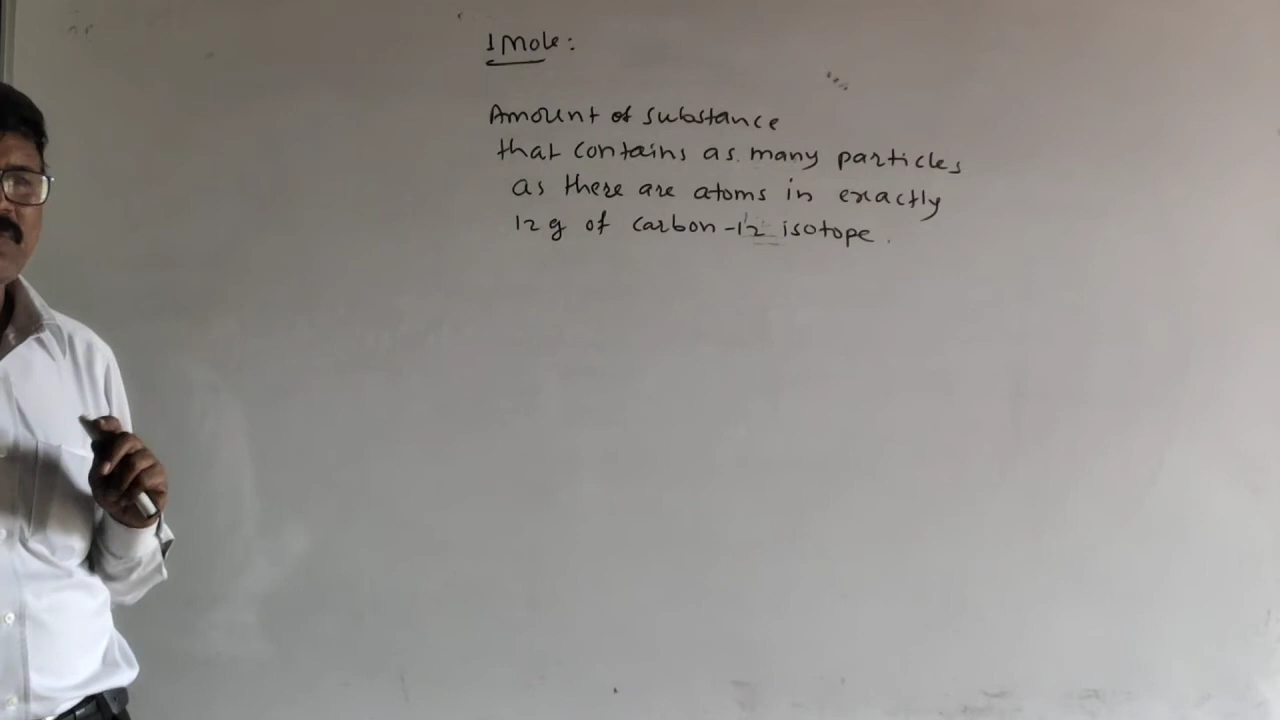 1 Mole:
Amount of substance
that contains as many particles
as there are atoms in exactly
12 g of carbon-12 isotope.